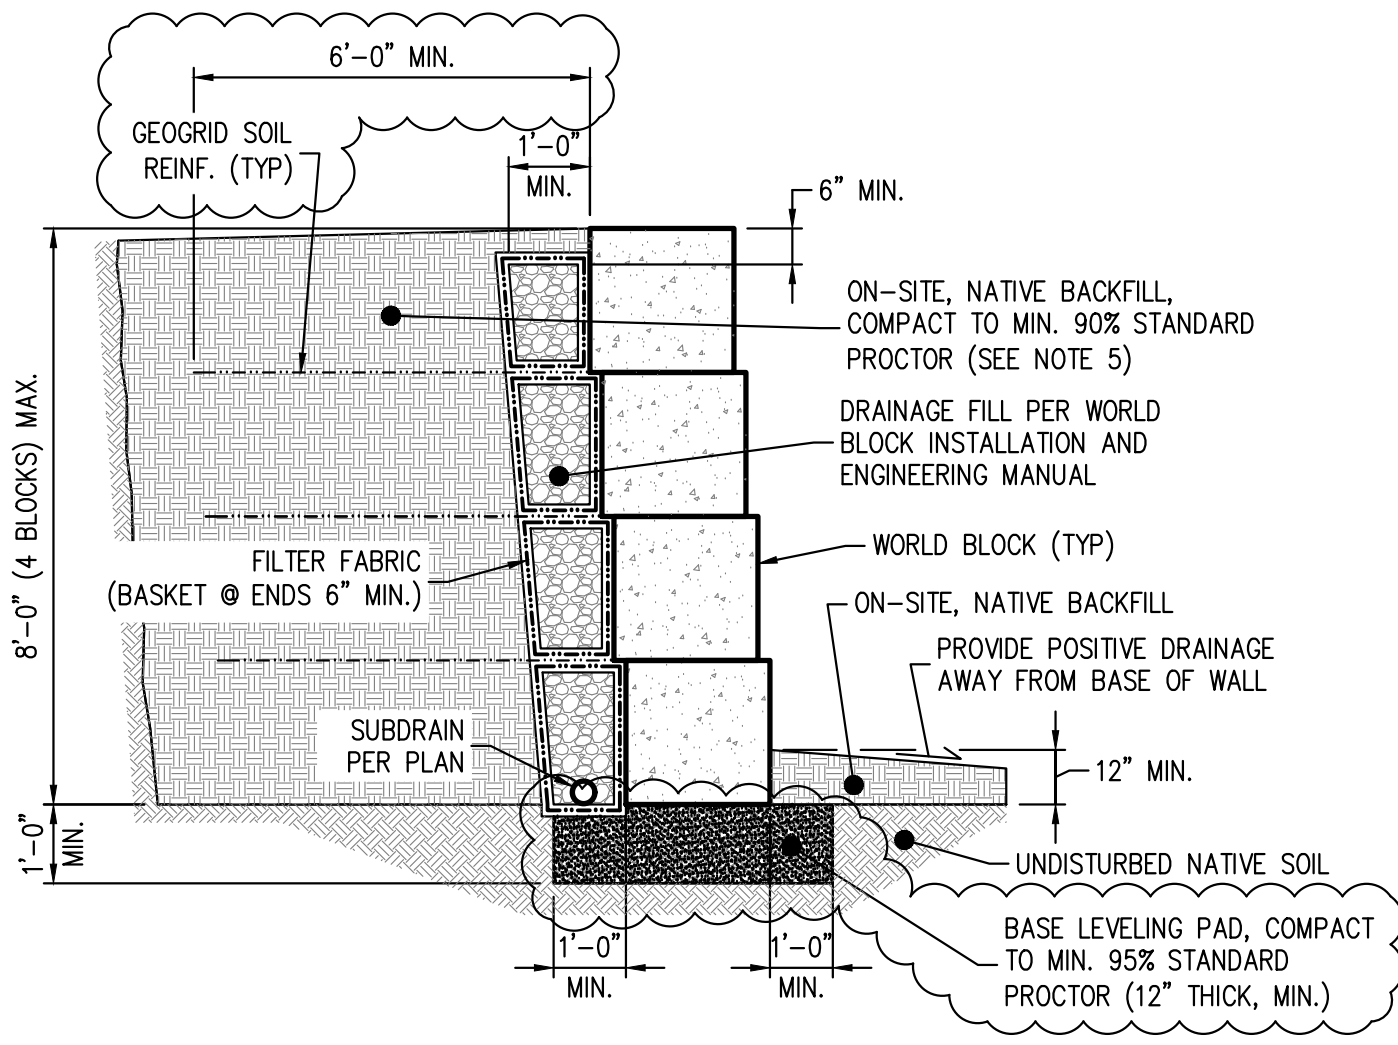 6'-0" MIN.
GEOGRID SOIL
REINF. (TYP)
1'-0"
MIN.
6" MIN.
ON-SITE, NATIVE BACKFILL,
COMPACT TO MIN. 90% STANDARD
PROCTOR (SEE NOTE 5)
DRAINAGE FILL PER WORLD
BLOCK INSTALLATION AND
ENGINEERING MANUAL
8'-0" (4 BLOCKS) MAX.
WORLD BLOCK (TYP)
FILTER FABRIC
(BASKET @ ENDS 6" MIN.)
ON-SITE, NATIVE BACKFILL
PROVIDE POSITIVE DRAINAGE
AWAY FROM BASE OF WALL
SUBDRAIN
PER PLAN
12" MIN.
1'-0"
MIN.
UNDISTURBED NATIVE SOIL
BASE LEVELING PAD, COMPACT
TO MIN. 95% STANDARD
PROCTOR (12" THICK, MIN.)
1'-0"
MIN.
1'-0"
MIN.